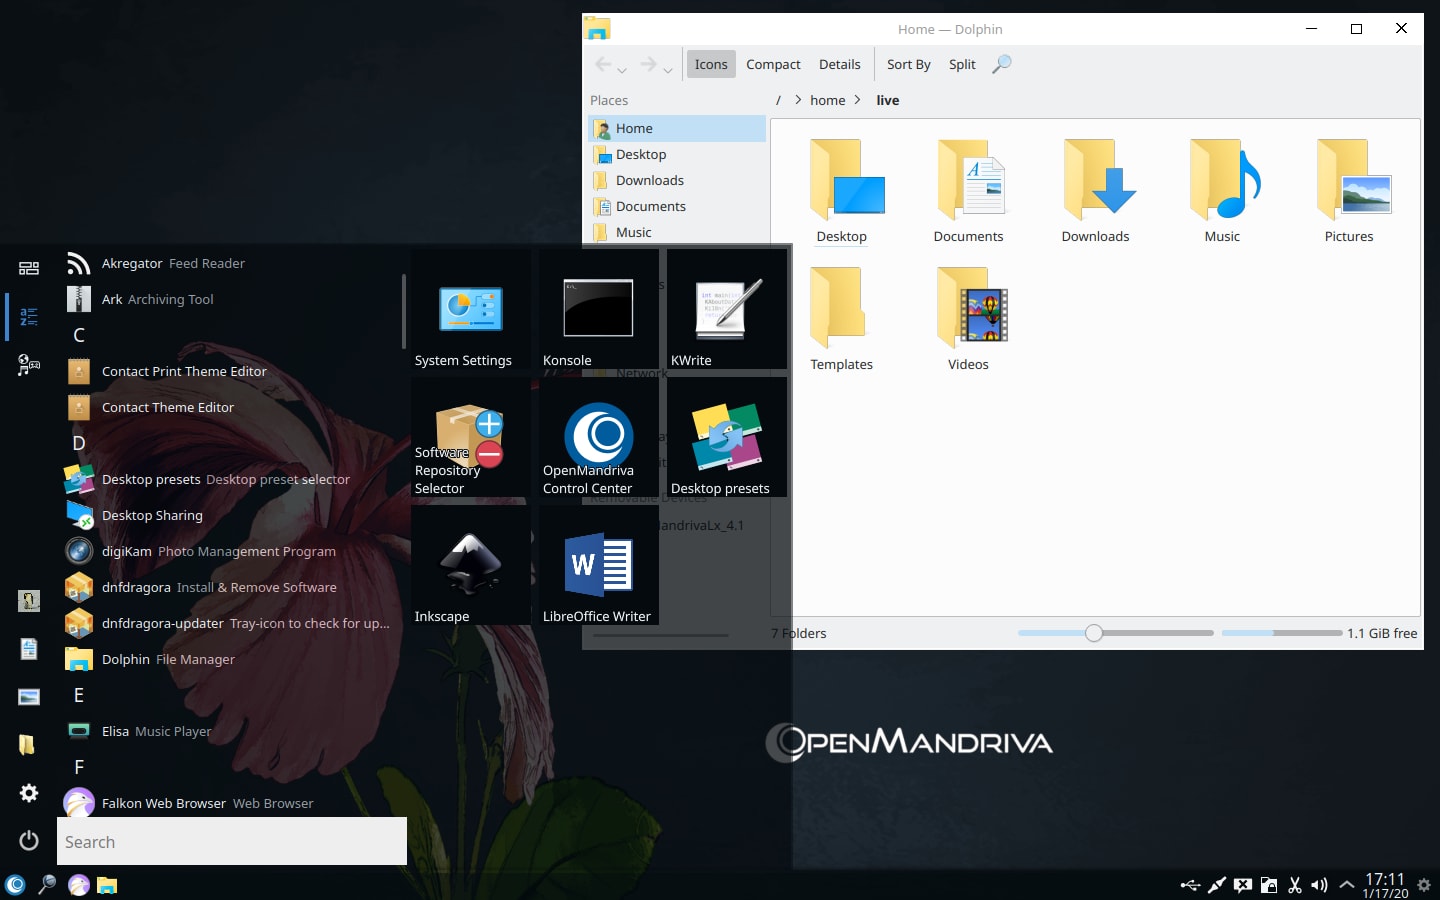 Home — Dolphin
Icons
Compact
Details
Sort By
Split
Places
/
home
live
Home
Desktop
Downloads
Documents
Music
Desktop
Documents
Downloads
Music
Pictures
Templates
Videos
Network
Removable Devices
andrivaLx_4.1
7 Folders
1.1 GiB free
Akregator Feed Reader
Ark Archiving Tool
C
Contact Print Theme Editor
Contact Theme Editor
D
Desktop presets Desktop preset selector
Desktop Sharing
digiKam Photo Management Program
dnfdragora Install & Remove Software
dnfdragora-updater Tray-icon to check for up...
Dolphin File Manager
E
Elisa Music Player
F
Falkon Web Browser Web Browser
Search
System Settings
Konsole
KWrite
Software
Repository
Selector
OpenMandriva
Control Center
Desktop presets
Inkscape
W
LibreOffice Writer
OpenMandriva
17:11
1/17/20